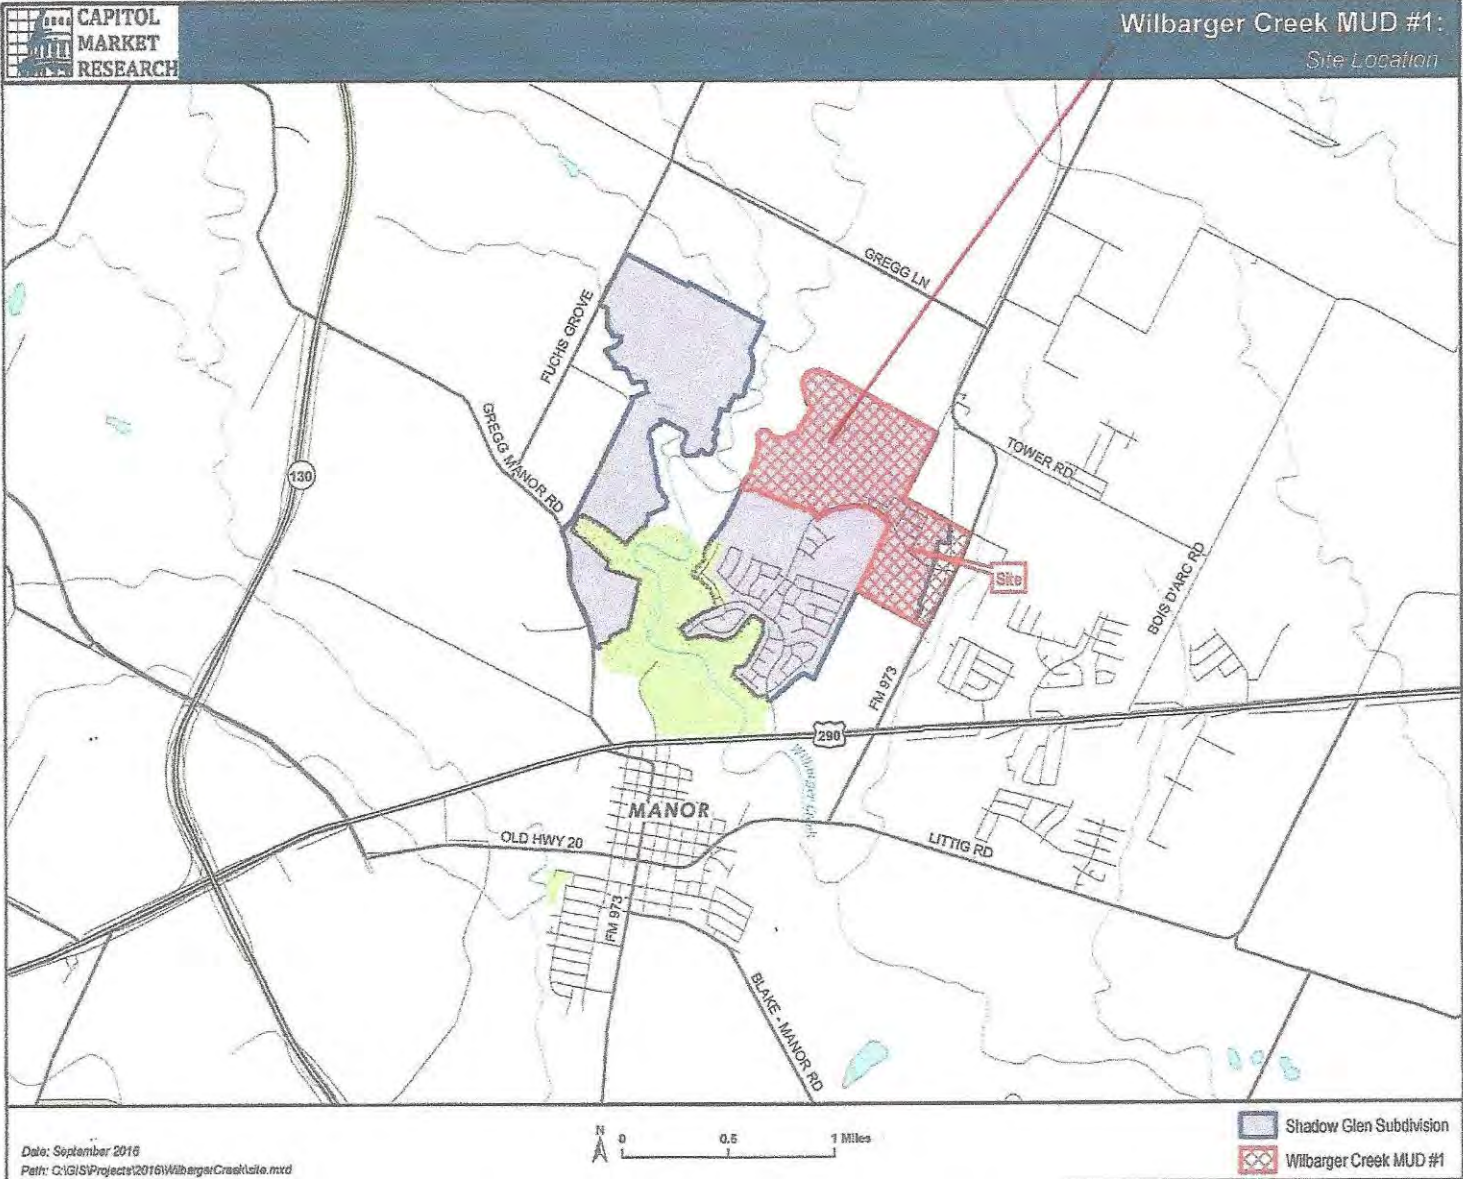 CAPITOL
MARKET
RESEARCH
Wilbarger Creek MUD #1:
Site Location
GREGG LN
FUCHS GROVE
GREGG MANOR RD
130
TOWER RD
Site
BOIS D'ARC RD
FM 973
290
Wilbarger Creek
MANOR
OLD HWY 20
LITTIG RD
FM 973
BLAKE - MANOR RD
Date: September 2016
Path: C:\GIS\Projects\2016\WilbargerCreek\site.mxd
N
0 0.5 1 Miles
Shadow Glen Subdivision
Wilbarger Creek MUD #1